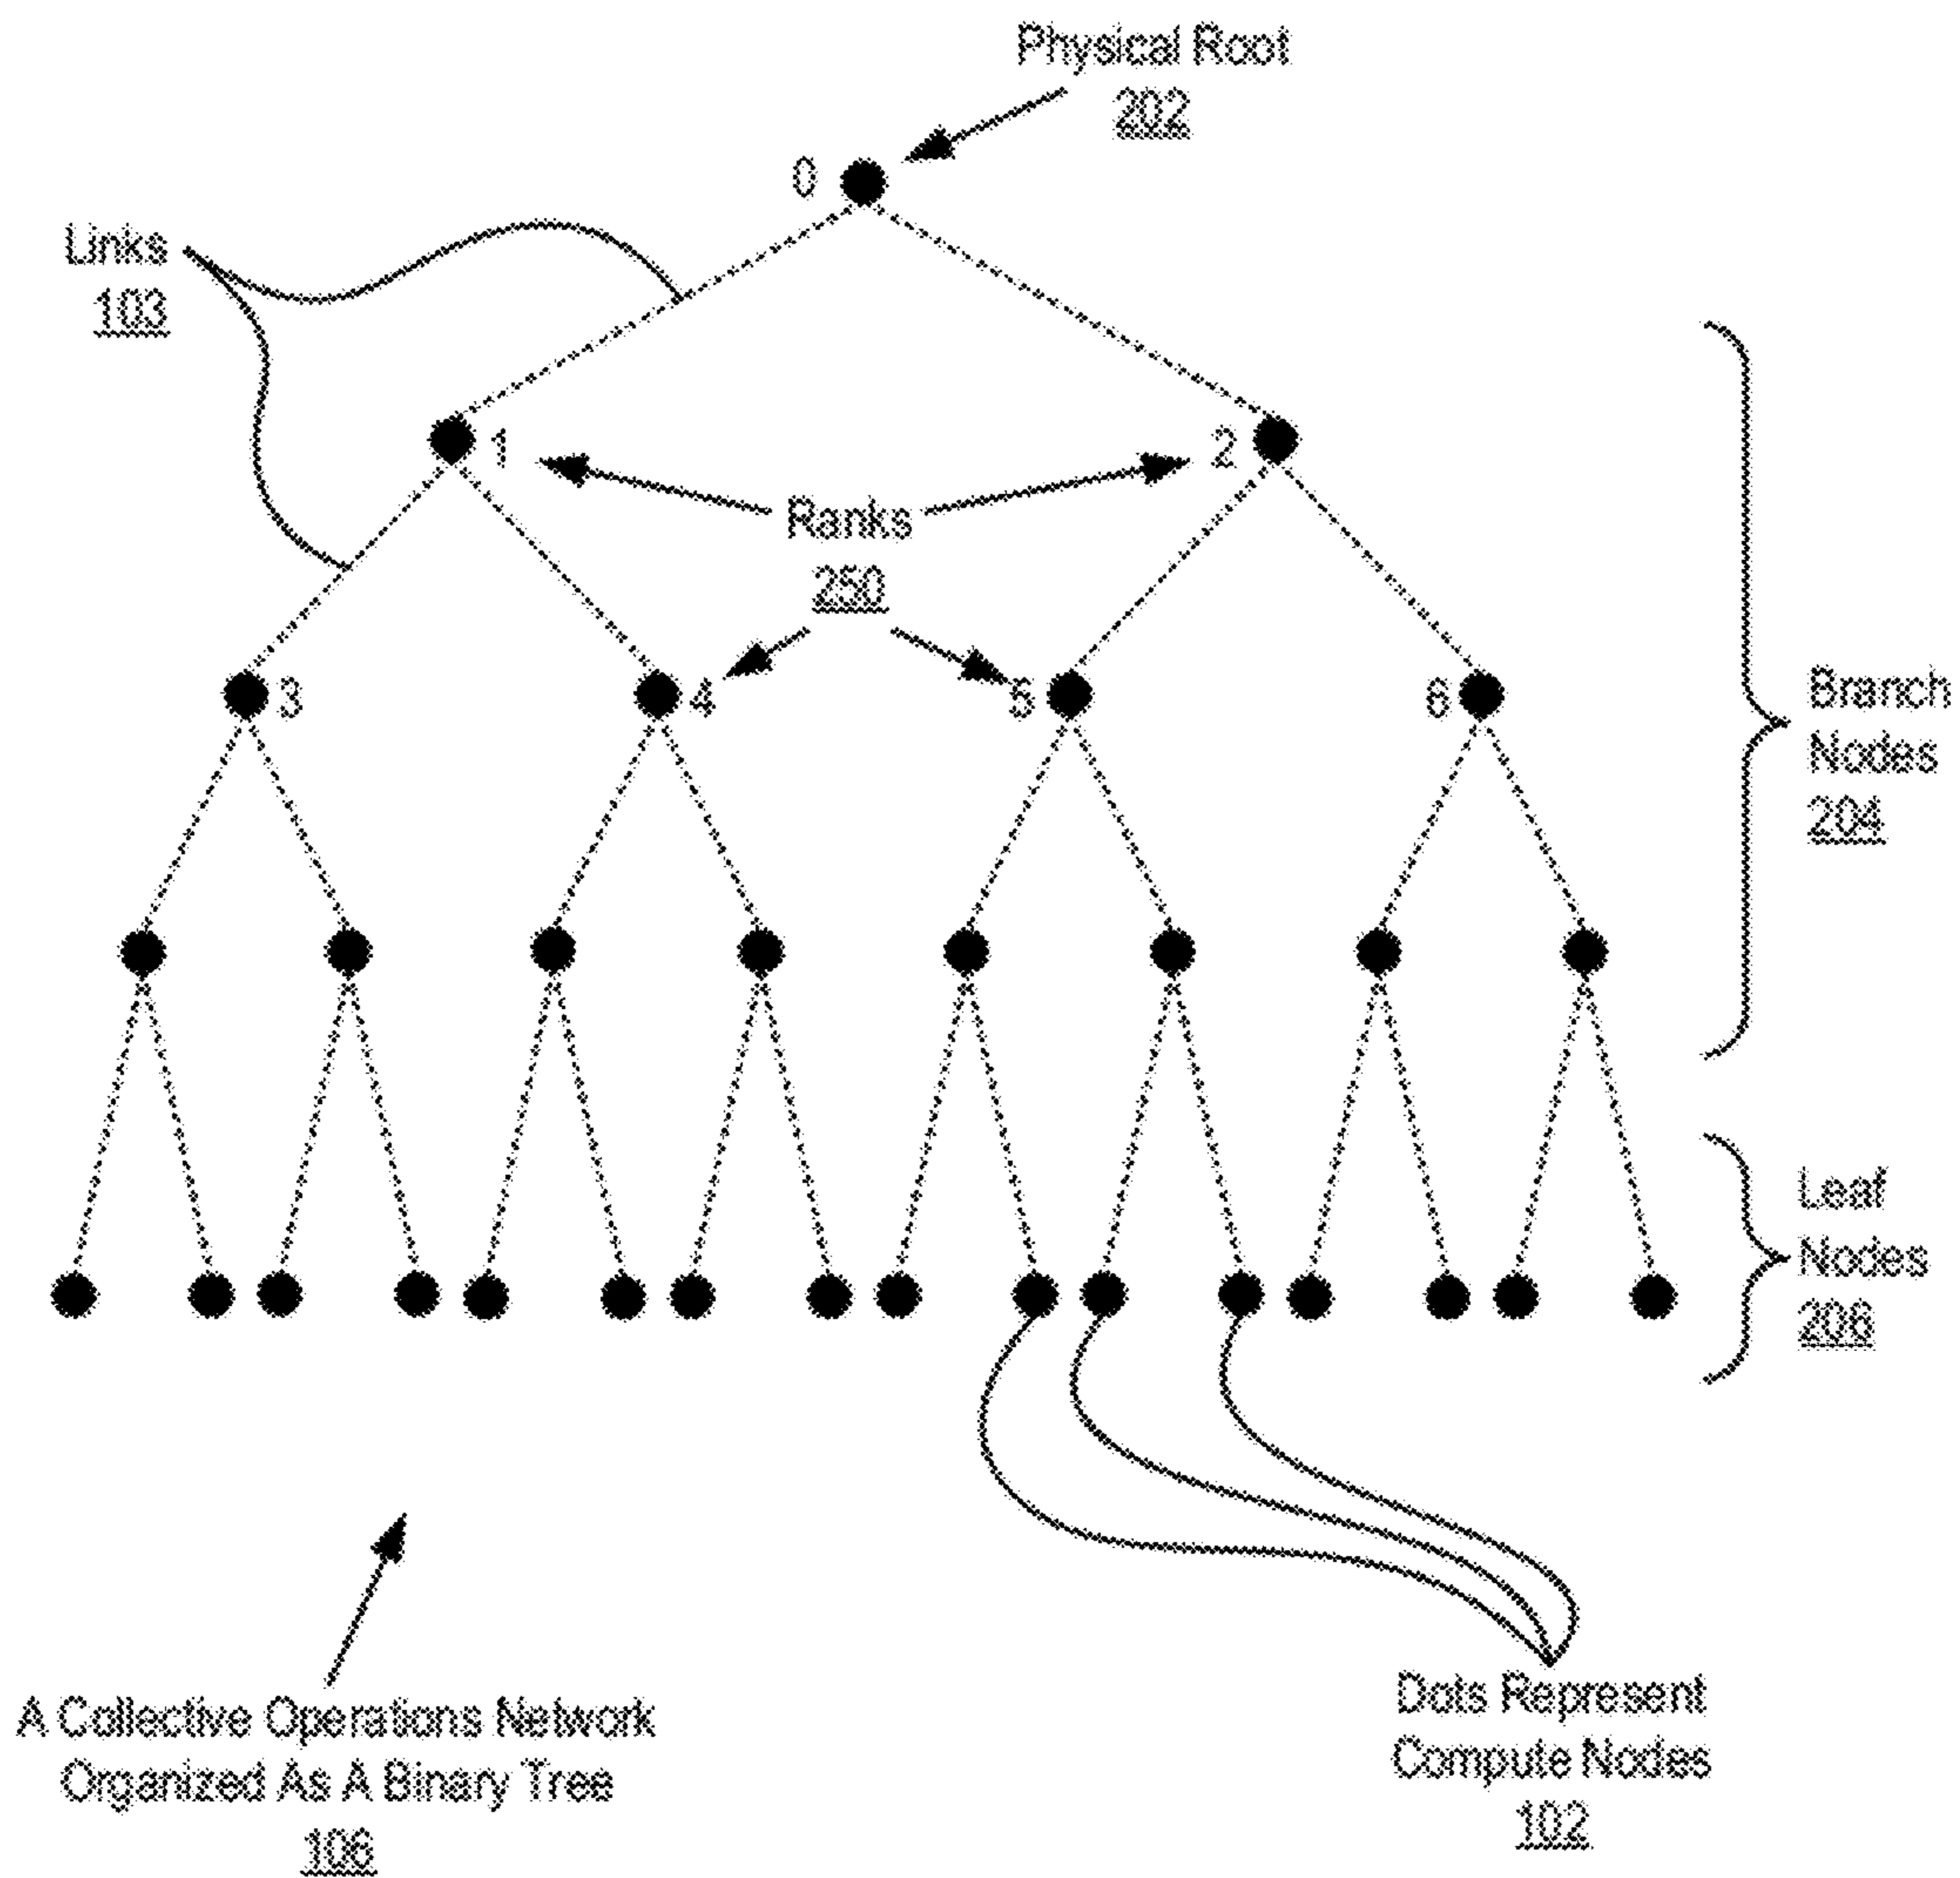 Physical Root
202
0
Links
103
1
2
Ranks
250
3
4
5
6
Branch
Nodes
204
Leaf
Nodes
206
A Collective Operations Network
Organized As A Binary Tree
106
Dots Represent
Compute Nodes
102